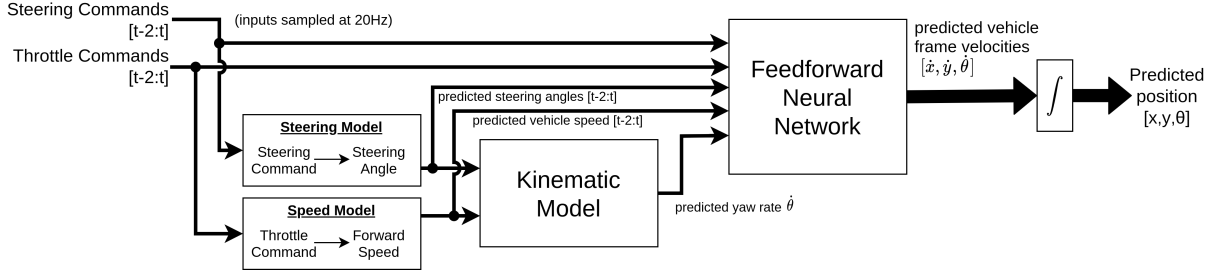 Steering Commands
[t-2:t]
(inputs sampled at 20Hz)
Throttle Commands
[t-2:t]
predicted steering angles [t-2:t]
predicted vehicle speed [t-2:t]
Steering Model
Steering
Command
Steering
Angle
Speed Model
Throttle
Command
Forward
Speed
Kinematic
Model
predicted yaw rate θ̇
Feedforward
Neural
Network
predicted vehicle
frame velocities
[ẋ, ẏ, θ̇]
∫
Predicted
position
[x,y,θ]